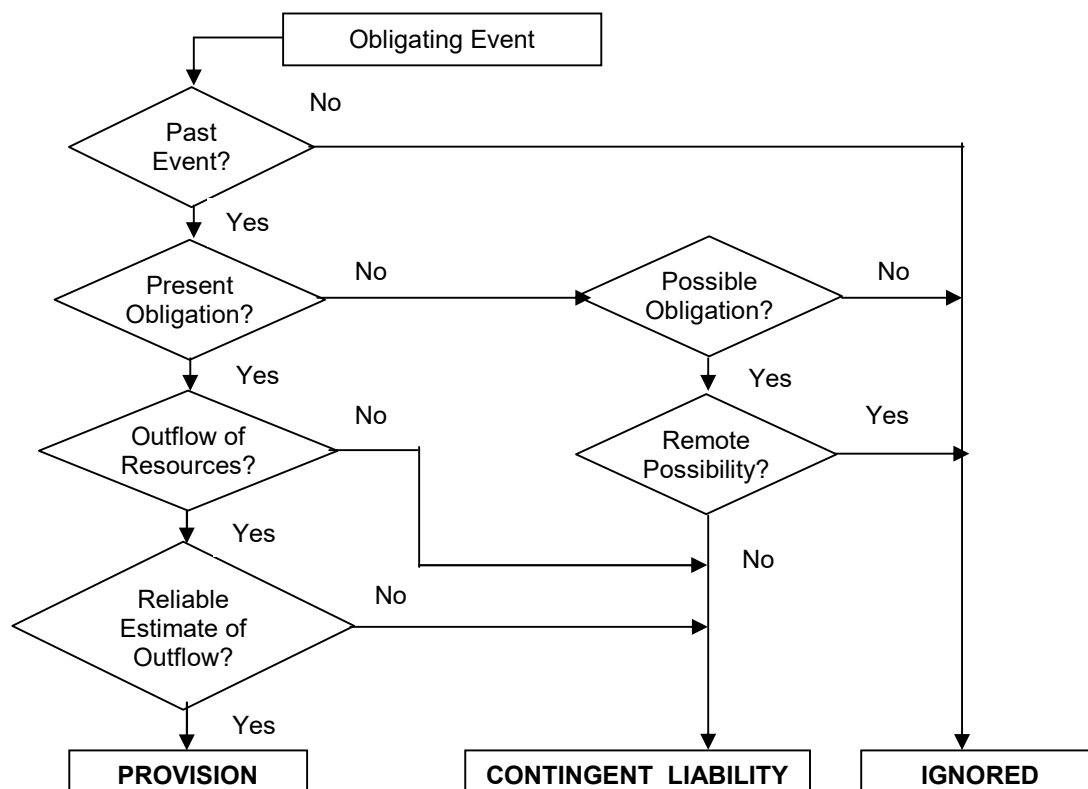 Obligating Event
No
Past
Event?
Yes
Present
Obligation?
No
Possible
Obligation?
No
Yes
Yes
Outflow of
Resources?
No
Remote
Possibility?
Yes
Yes
No
Reliable
Estimate of
Outflow?
No
Yes
PROVISION
CONTINGENT LIABILITY
IGNORED